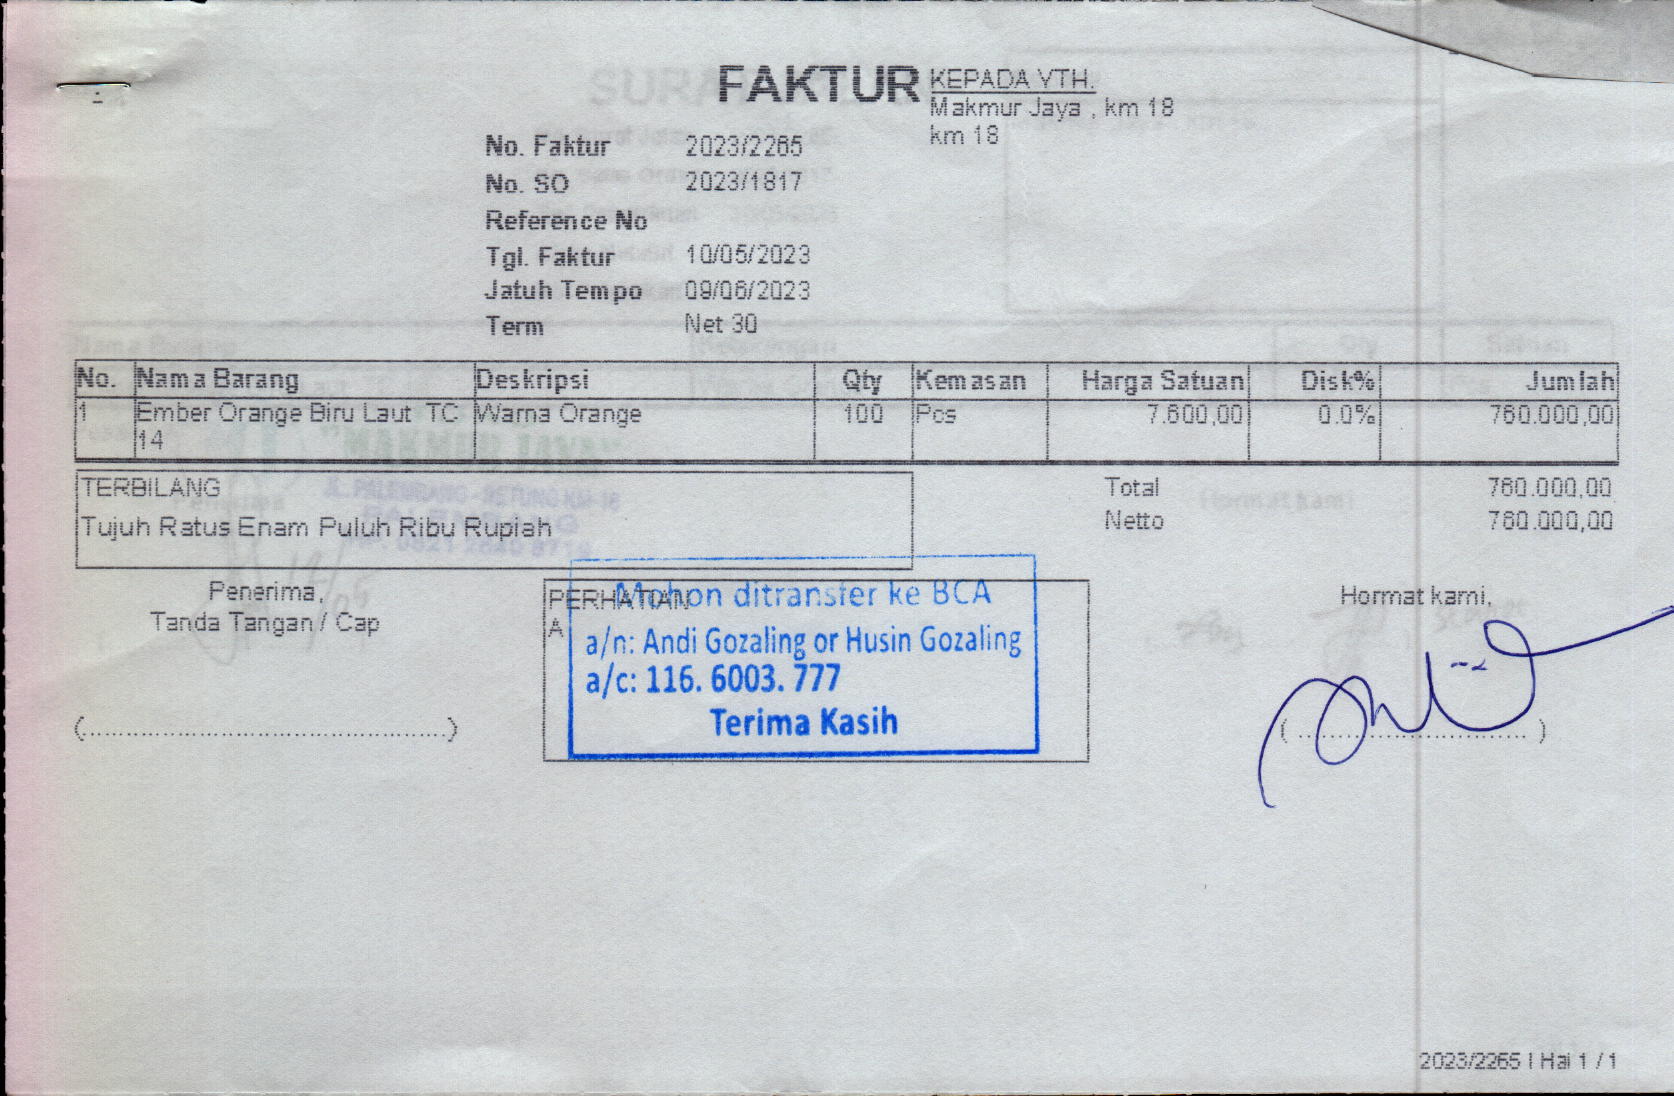 FAKTUR
KEPADA YTH.
Makmur Jaya , km 18
km 18
No. Faktur 2023/2265
No. SO 2023/1817
Reference No
Tgl. Faktur 10/05/2023
Jatuh Tempo 09/06/2023
Term Net 30
No. Nama Barang Deskripsi Qty Kemasan Harga Satuan Disk% Jumlah
1 Ember Orange Biru Laut TC Warna Orange 100 Pcs 7.600,00 0.0% 760.000,00
14
TERBILANG
Tujuh Ratus Enam Puluh Ribu Rupiah
Total 760.000,00
Netto 760.000,00
Penerima,
Tanda Tangan / Cap
PERHATIAN
A
Mohon ditransfer ke BCA
a/n: Andi Gozaling or Husin Gozaling
a/c: 116. 6003. 777
Terima Kasih
Hormat kami,
(................................................)
(................................)
2023/2265 | Hal 1 / 1